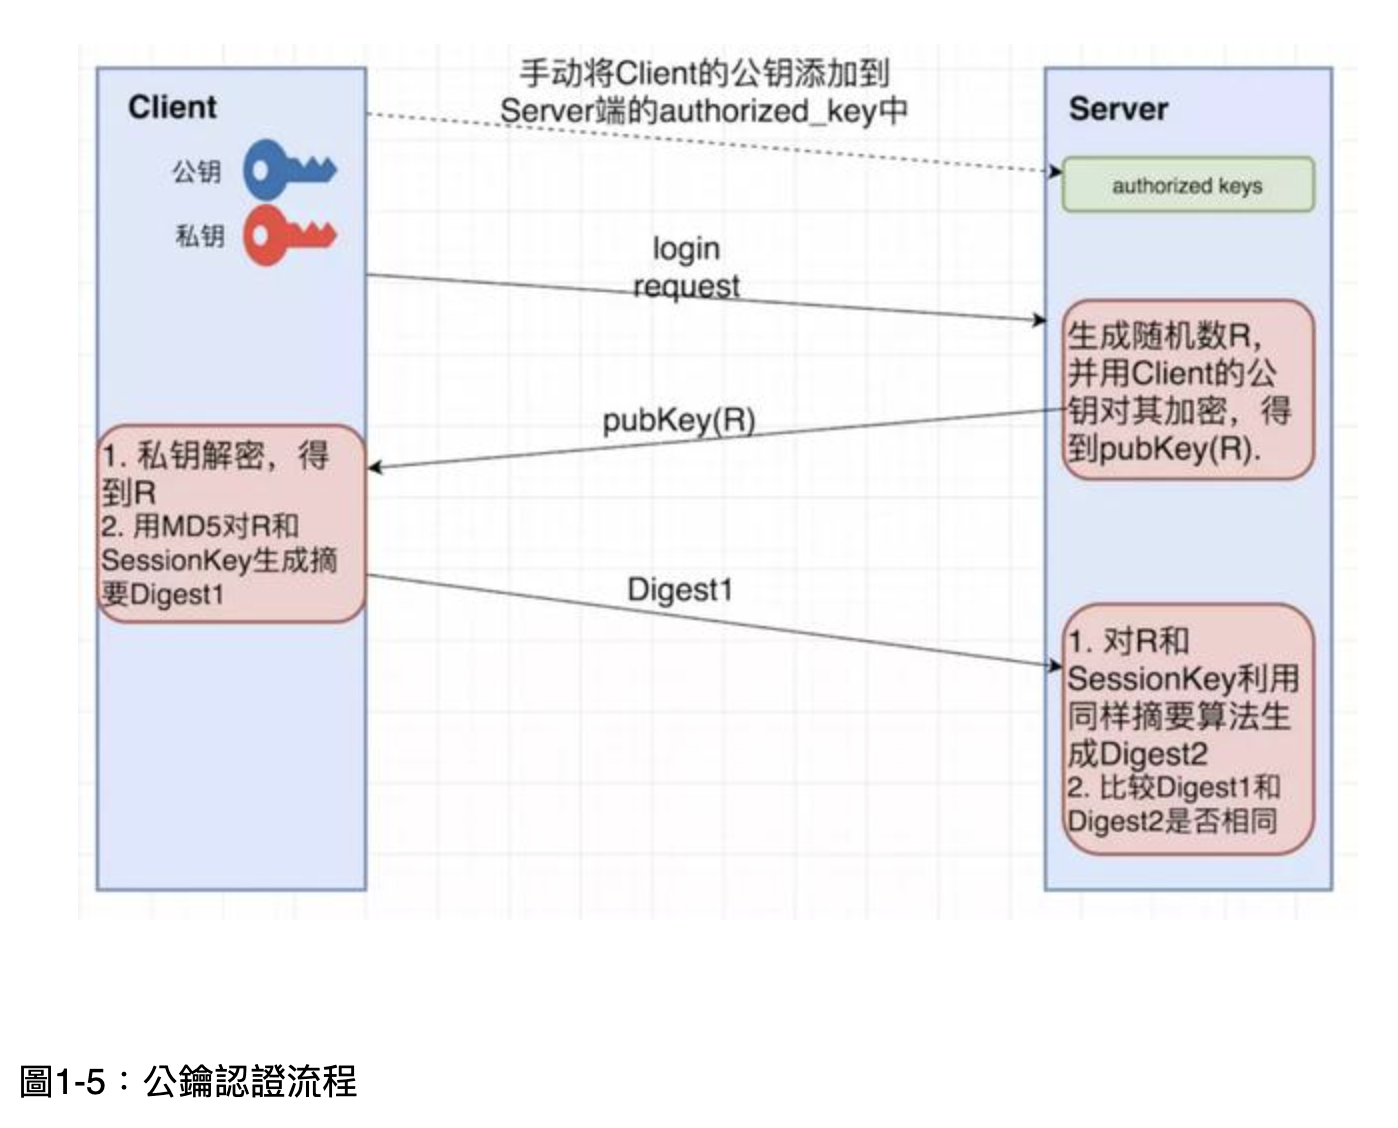 手动将Client的公钥添加到
Server端的authorized_key中
Client
公钥
私钥
Server
authorized keys
login
request
生成随机数R,
并用Client的公
钥对其加密，得
到pubKey(R).
pubKey(R)
1. 私钥解密，得
到R
2. 用MD5对R和
SessionKey生成摘
要Digest1
Digest1
1. 对R和
SessionKey利用
同样摘要算法生
成Digest2
2. 比较Digest1和
Digest2是否相同
圖1-5：公鑰認證流程